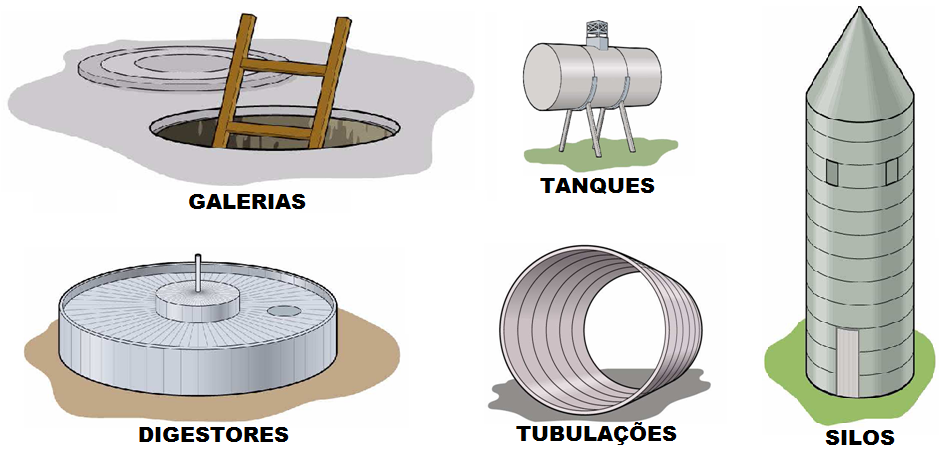 GALERIAS
TANQUES
DIGESTORES
TUBULAÇÕES
SILOS